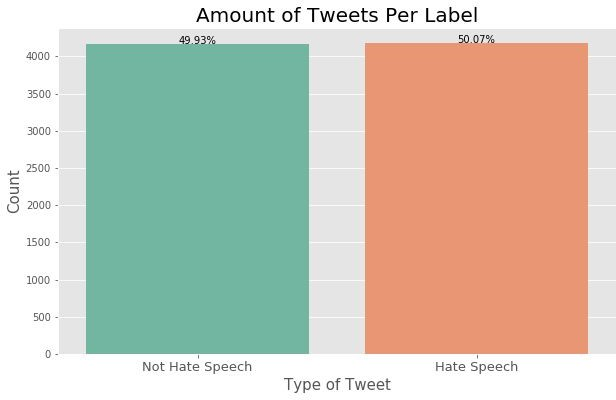 Amount of Tweets Per Label
49.93%
50.07%
4000
3500
3000
2500
2000
1500
1000
500
0
Count
Not Hate Speech
Hate Speech
Type of Tweet